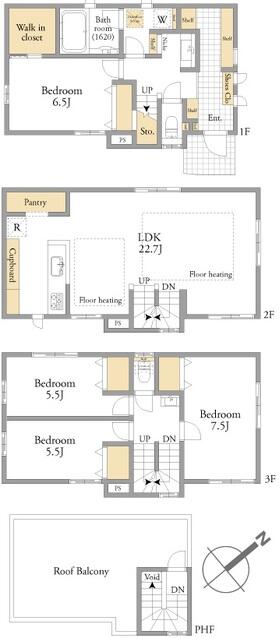 Walk in
closet
Bath
room
(1620)
W
Shelf
Shelf
Shelf
Niche
Bedroom
6.5J
UP
Sto.
Shelf
Shoes Clo.
Ent.
PS
1F
Pantry
R
Cupboard
LDK
22.7J
Floor heating
Floor heating
UP
DN
PS
2F
Bedroom
5.5J
Bedroom
7.5J
Bedroom
5.5J
UP
DN
PS
3F
Roof Balcony
Void
DN
PHF
N